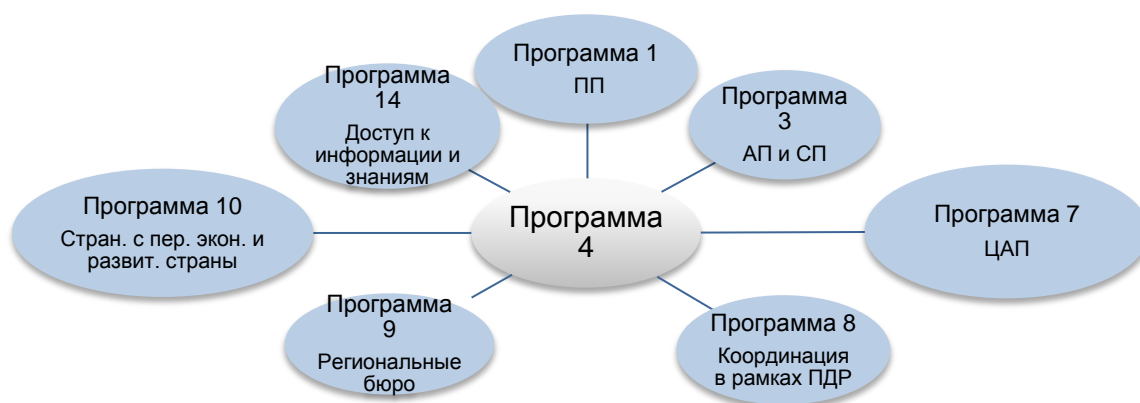 Программа 1
ПП
Программа
14
Доступ к
информации и
знаниям
Программа
3
АП и СП
Программа 10
Стран. с пер. экон. и
развит. страны
Программа
4
Программа 7
ЦАП
Программа
9
Региональные
бюро
Программа 8
Координация
в рамках ПДР